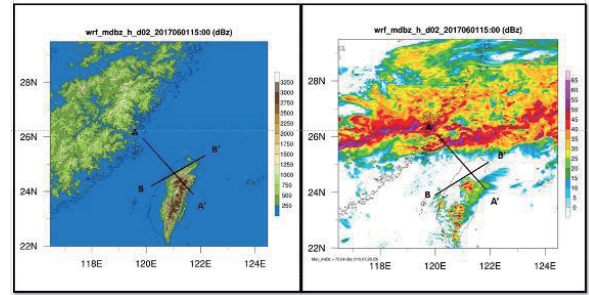 wrf_mdbz_h_d02_2017060115:00 (dBz)
28N
26N
24N
22N
118E
120E
122E
124E
A
B'
B
A'
3250
3000
2750
2500
2250
2000
1750
1500
1250
1000
750
500
250
wrf_mdbz_h_d02_2017060115:00 (dBz)
28N
26N
24N
22N
118E
120E
122E
124E
A
B
A'
65
60
55
50
45
40
35
30
25
20
15
10
5
0